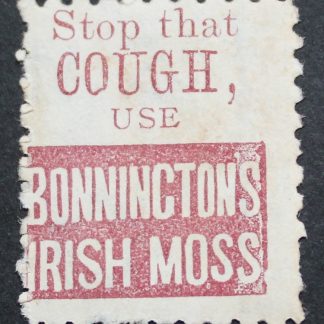 Stop that
COUGH,
USE
BONNINGTONS
IRISH MOSS